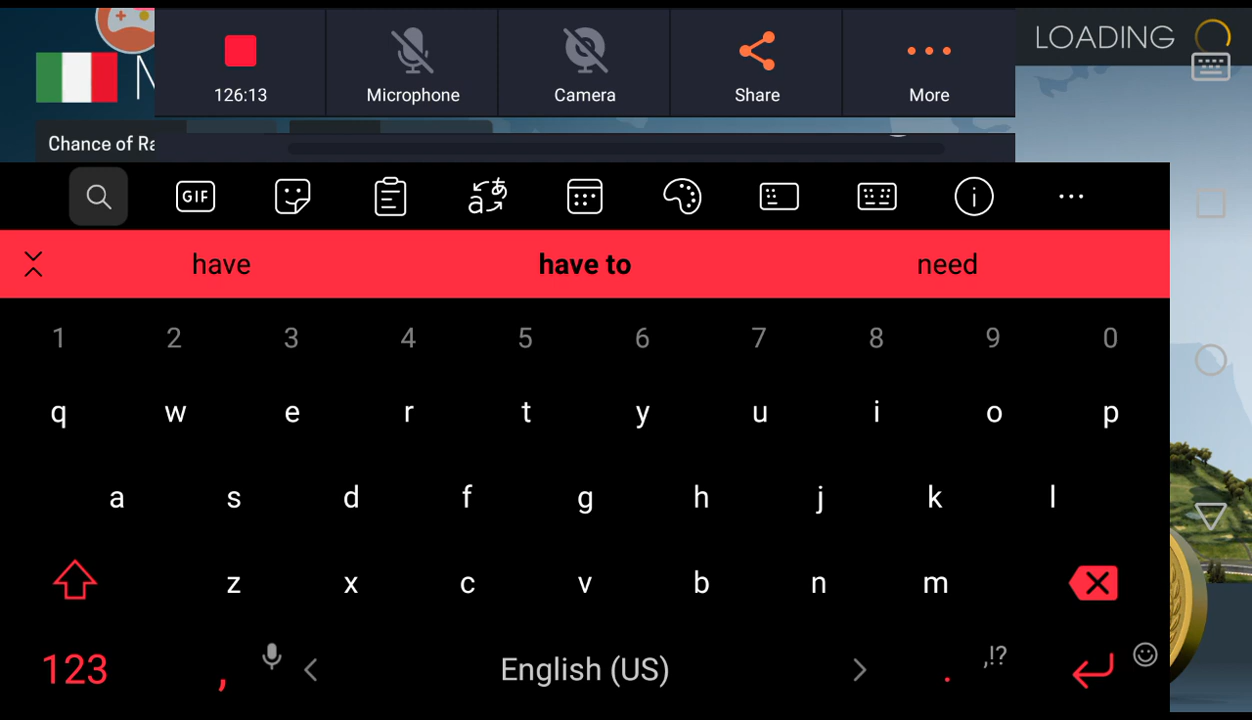 LOADING
126:13 Microphone Camera Share More
Chance of Ra
GIF
have have to need
1 2 3 4 5 6 7 8 9 0
q w e r t y u i o p
a s d f g h j k l
z x c v b n m
123 , < English (US) > . ,!?